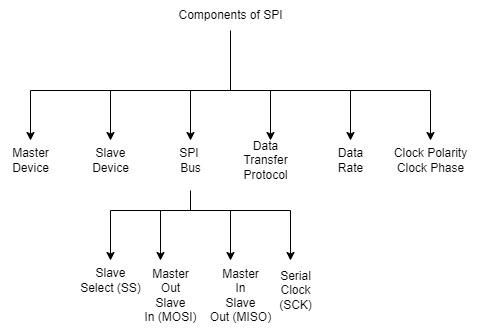 Components of SPI
Master
Device
Slave
Device
SPI
Bus
Data
Transfer
Protocol
Data
Rate
Clock Polarity
Clock Phase
Slave
Select (SS)
Master
Out
Slave
In (MOSI)
Master
In
Slave
Out (MISO)
Serial
Clock
(SCK)